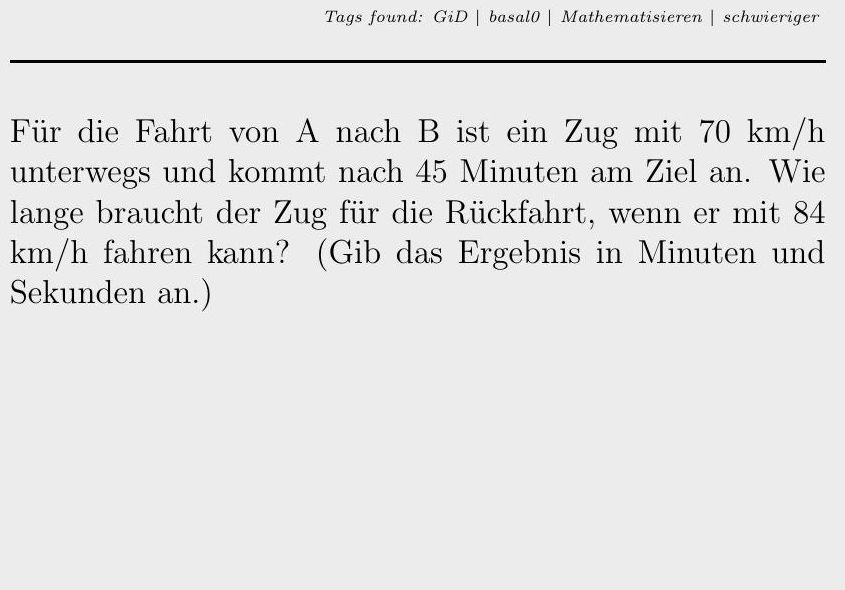 Tags found: GiD | basal0 | Mathematisieren | schwieriger
Für die Fahrt von A nach B ist ein Zug mit 70 km/h
unterwegs und kommt nach 45 Minuten am Ziel an. Wie
lange braucht der Zug für die Rückfahrt, wenn er mit 84
km/h fahren kann? (Gib das Ergebnis in Minuten und
Sekunden an.)